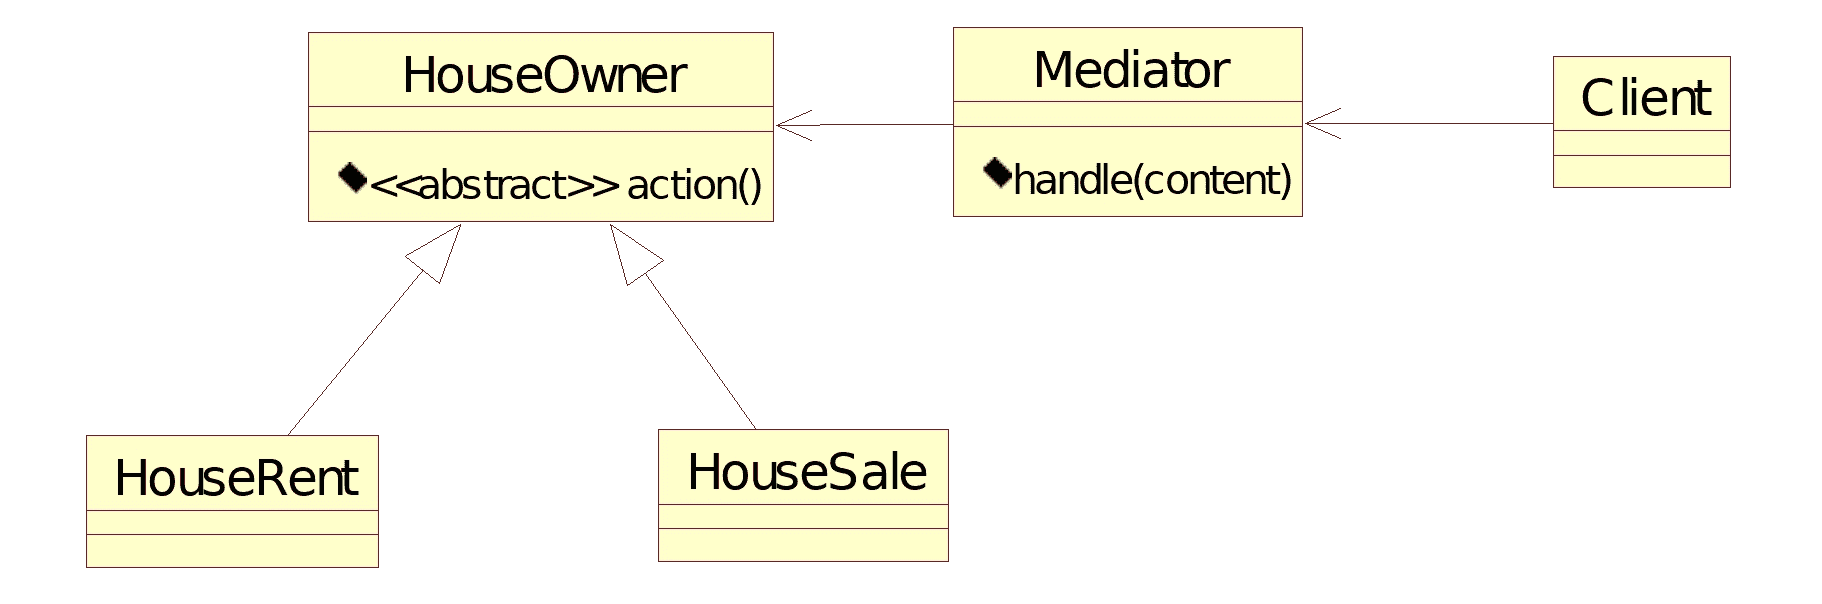 HouseOwner
<<abstract>> action()
Mediator
handle(content)
Client
HouseRent
HouseSale